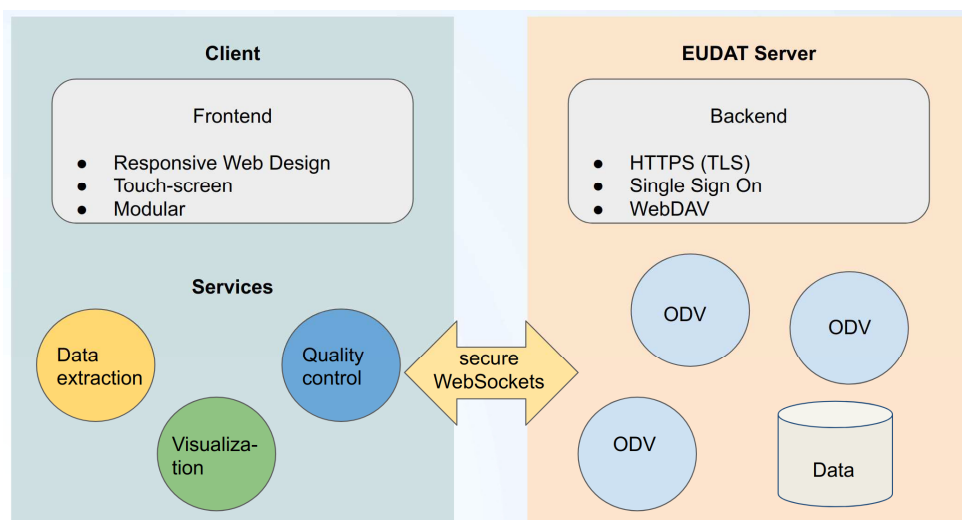 Client
Frontend
● Responsive Web Design
● Touch-screen
● Modular
Services
Data
extraction
Quality
control
Visualiza-
tion
secure
WebSockets
EUDAT Server
Backend
● HTTPS (TLS)
● Single Sign On
● WebDAV
ODV
ODV
ODV
Data